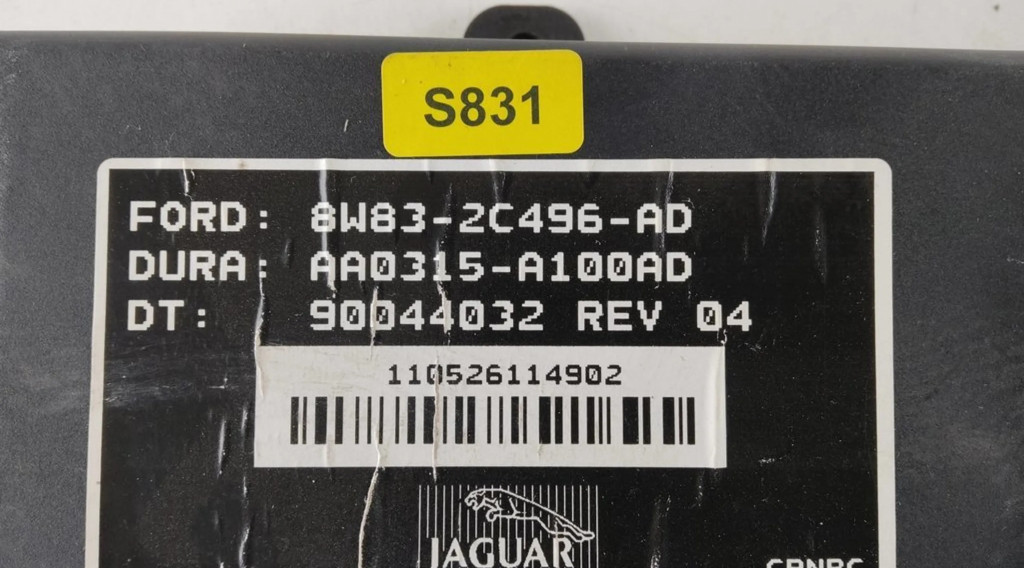 S831
FORD: 8W83-2C496-AD
DURA: AA0315-A100AD
DT: 90044032 REV 04
110526114902
JAGUAR